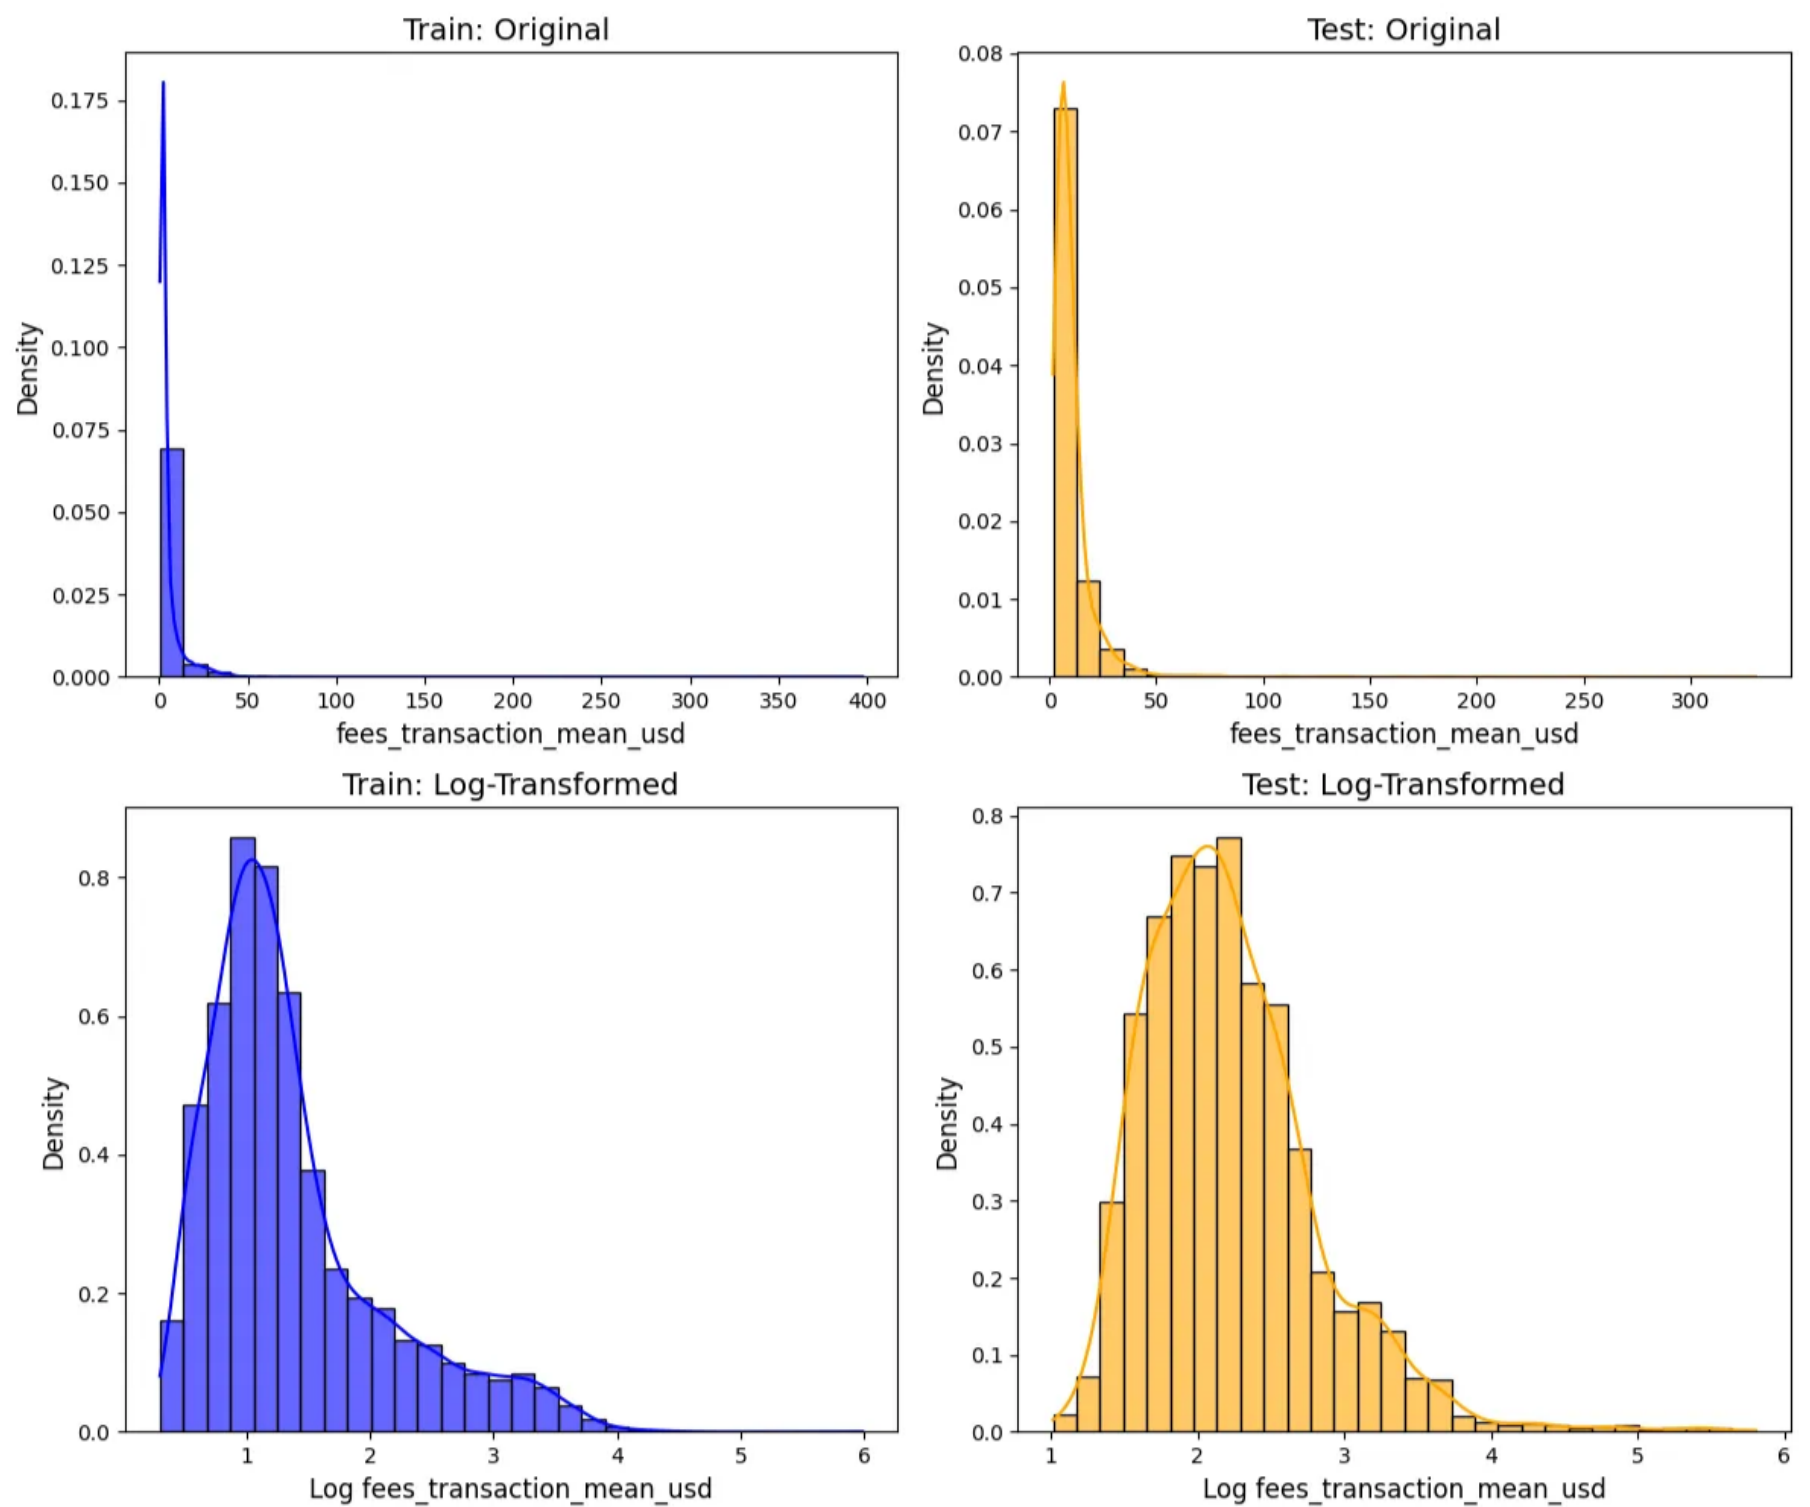 Train: Original
Density
0.175
0.150
0.125
0.100
0.075
0.050
0.025
0.000
0 50 100 150 200 250 300 350 400
fees_transaction_mean_usd
Test: Original
Density
0.08
0.07
0.06
0.05
0.04
0.03
0.02
0.01
0.00
0 50 100 150 200 250 300
fees_transaction_mean_usd
Train: Log-Transformed
Density
0.8
0.6
0.4
0.2
0.0
1 2 3 4 5 6
Log fees_transaction_mean_usd
Test: Log-Transformed
Density
0.8
0.7
0.6
0.5
0.4
0.3
0.2
0.1
0.0
1 2 3 4 5 6
Log fees_transaction_mean_usd